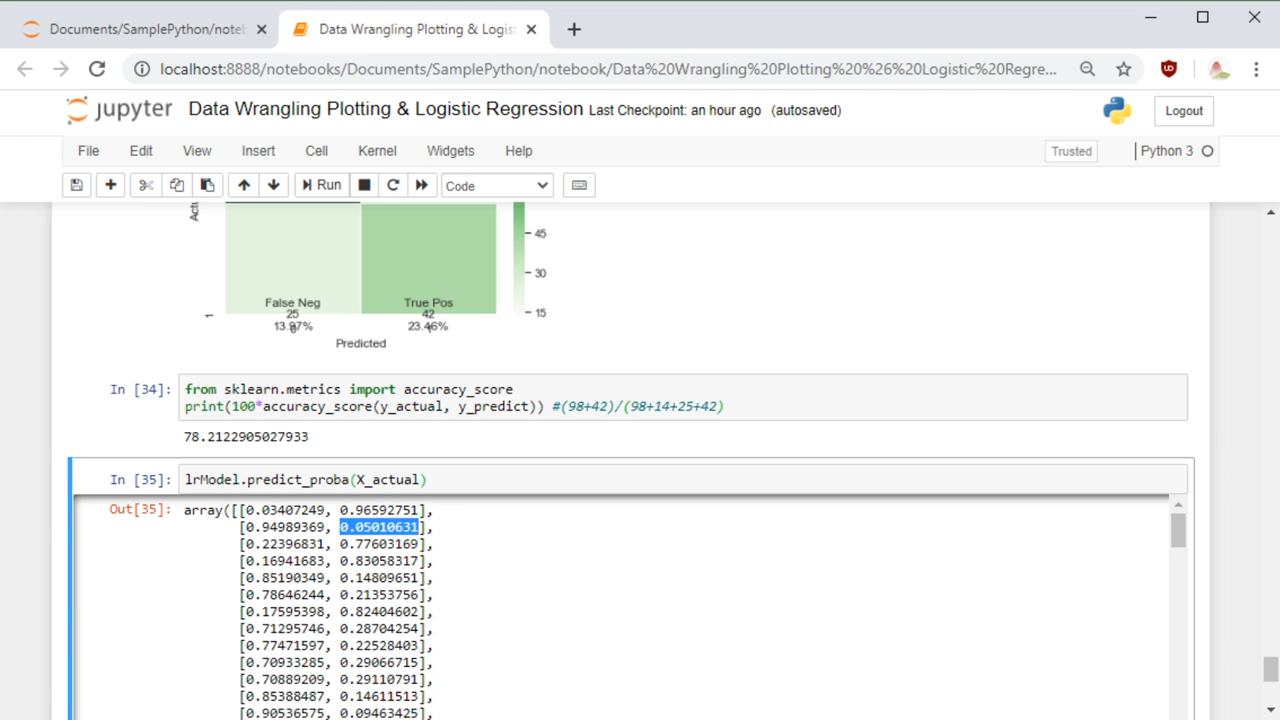 Documents/SamplePython/noteb
Data Wrangling Plotting & Logist
localhost:8888/notebooks/Documents/SamplePython/notebook/Data%20Wrangling%20Plotting%20%26%20Logistic%20Regre...
jupyter Data Wrangling Plotting & Logistic Regression Last Checkpoint: an hour ago (autosaved)
Logout
File Edit View Insert Cell Kernel Widgets Help
Trusted
Python 3
Run
Code
45
30
15
False Neg
25
13.97%
0
True Pos
42
23.46%
1
1
Predicted
In [34]: from sklearn.metrics import accuracy_score
print(100*accuracy_score(y_actual, y_predict)) #(98+42)/(98+14+25+42)
78.2122905027933
In [35]: lrModel.predict_proba(X_actual)
Out[35]: array([[0.03407249, 0.96592751],
[0.94989369, 0.05010631],
[0.22396831, 0.77603169],
[0.16941683, 0.83058317],
[0.85190349, 0.14809651],
[0.78646244, 0.21353756],
[0.17595398, 0.82404602],
[0.71295746, 0.28704254],
[0.77471597, 0.22528403],
[0.70933285, 0.29066715],
[0.70889209, 0.29110791],
[0.85388487, 0.14611513],
[0.90536575, 0.09463425],